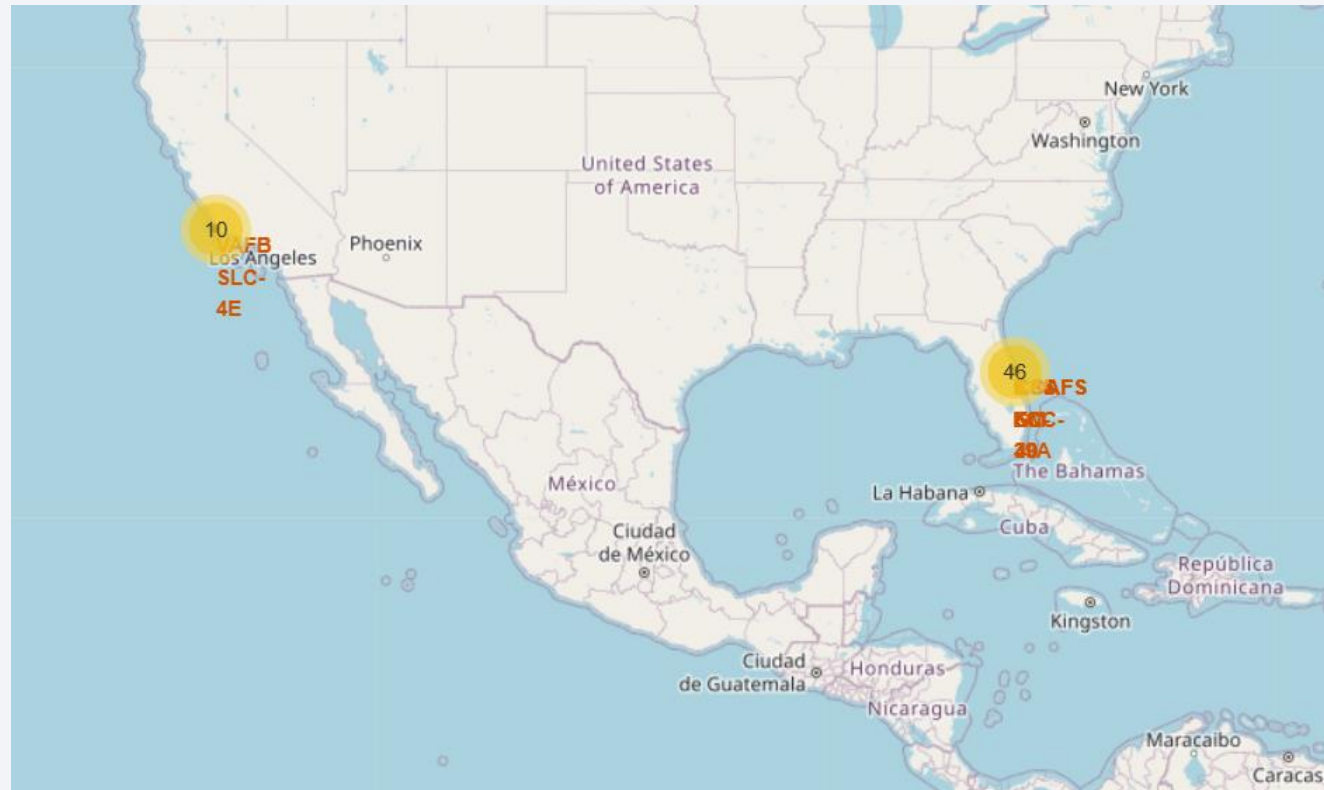 New York
Washington
United States
of America
10
VAFB
Phoenix
Los Angeles
SLC-
4E
46
The Bahamas
México
La Habana
Cuba
Ciudad
de México
República
Dominicana
Kingston
Ciudad
de Guatemala
Honduras
Nicaragua
Maracaibo
Caracas